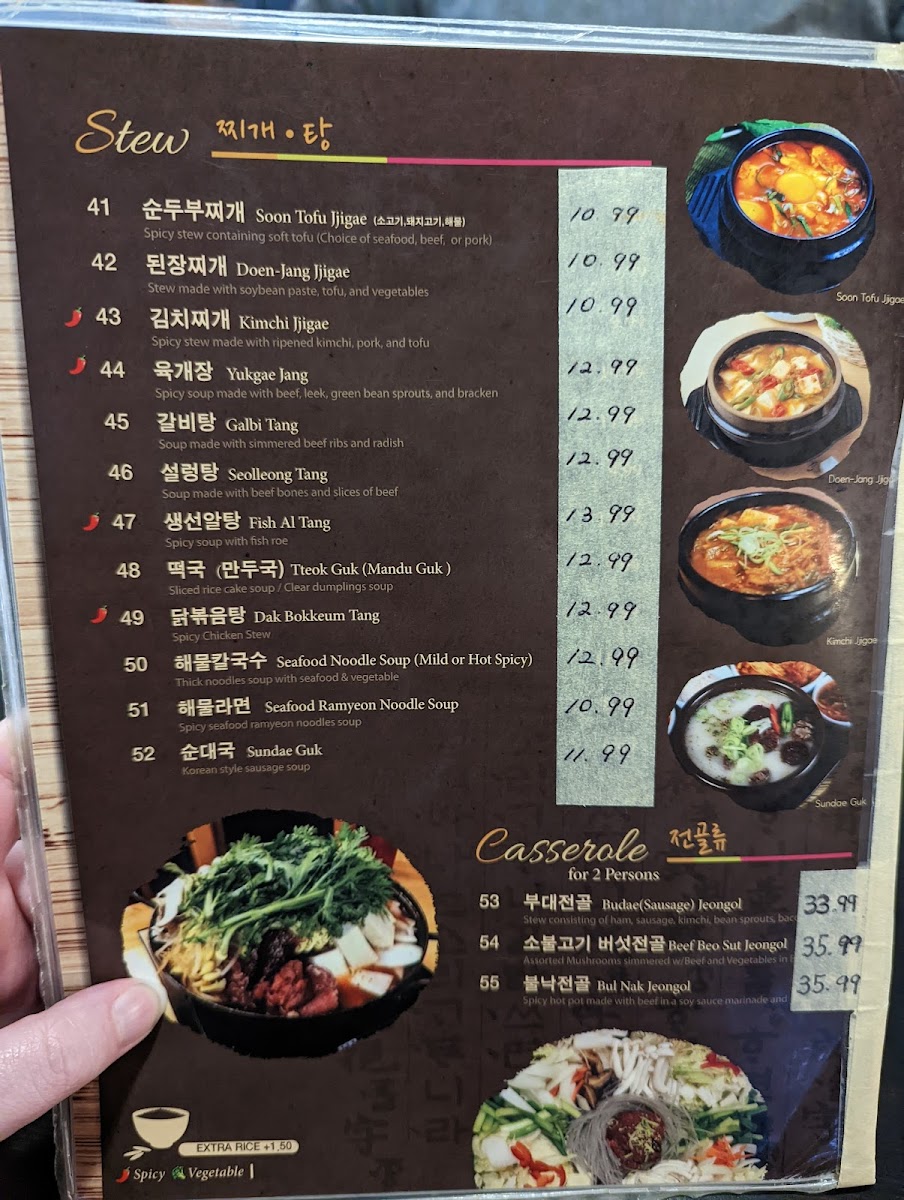 Stew 찌개 • 탕
41 순두부찌개 Soon Tofu Jjigae (소고기,돼지고기,해물) 10.99
Spicy stew containing soft tofu (Choice of seafood, beef, or pork)
42 된장찌개 Doen-Jang Jjigae 10.99
Stew made with soybean paste, tofu, and vegetables
43 김치찌개 Kimchi Jjigae 10.99
Spicy stew made with ripened kimchi, pork, and tofu
44 육개장 Yukgae Jang 12.99
Spicy soup made with beef, leek, green bean sprouts, and bracken
45 갈비탕 Galbi Tang 12.99
Soup made with simmered beef ribs and radish
46 설렁탕 Seolleong Tang 12.99
Soup made with beef bones and slices of beef
47 생선알탕 Fish Al Tang 13.99
Spicy soup with fish roe
48 떡국 (만두국) Tteok Guk (Mandu Guk ) 12.99
Sliced rice cake soup / Clear dumplings soup
49 닭볶음탕 Dak Bokkeum Tang 12.99
Spicy Chicken Stew
50 해물칼국수 Seafood Noodle Soup (Mild or Hot Spicy) 12.99
Thick noodles soup with seafood & vegetable
51 해물라면 Seafood Ramyeon Noodle Soup 10.99
Spicy seafood ramyeon noodles soup
52 순대국 Sundae Guk 11.99
Korean style sausage soup
Soon Tofu Jjigae
Doen-Jang Jjigae
Kimchi Jjigae
Sundae Guk
Casserole 전골류
for 2 Persons
53 부대전골 Budae(Sausage) Jeongol 33.99
Stew consisting of ham, sausage, kimchi, bean sprouts,
54 소불고기 버섯전골 Beef Beo Sut Jeongol 35.99
Assorted Mushrooms simmered w/Beef and Vegetables in
55 불낙전골 Bul Nak Jeongol 35.99
Spicy hot pot made with beef in a soy sauce marinade and
EXTRA RICE +1,50
Spicy Vegetable